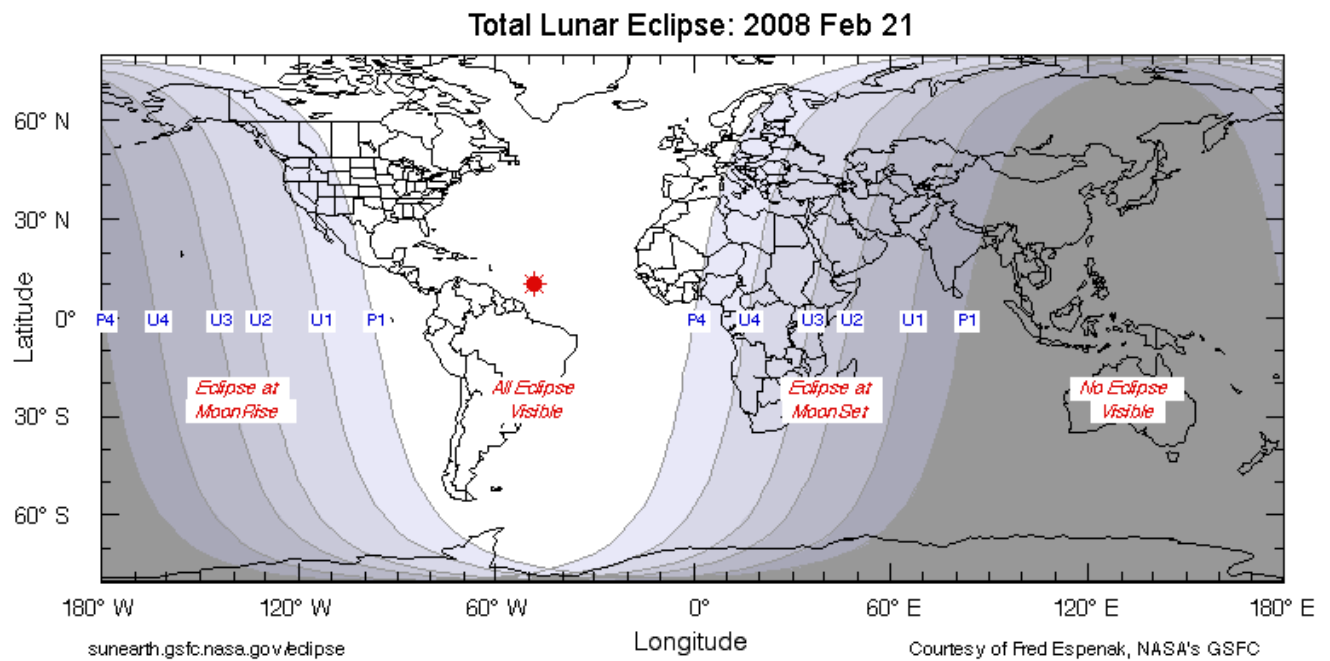 Total Lunar Eclipse: 2008 Feb 21
60° N
30° N
0°
30° S
60° S
Latitude
P4 U4 U3 U2 U1 P1 P4 U4 U3 U2 U1 P1
Eclipse at
MoonRise
All Eclipse
Visible
Eclipse at
MoonSet
No Eclipse
Visible
180° W 120° W 60° W 0° 60° E 120° E 180° E
Longitude
sunearth.gsfc.nasa.gov/eclipse
Courtesy of Fred Espenak, NASA's GSFC